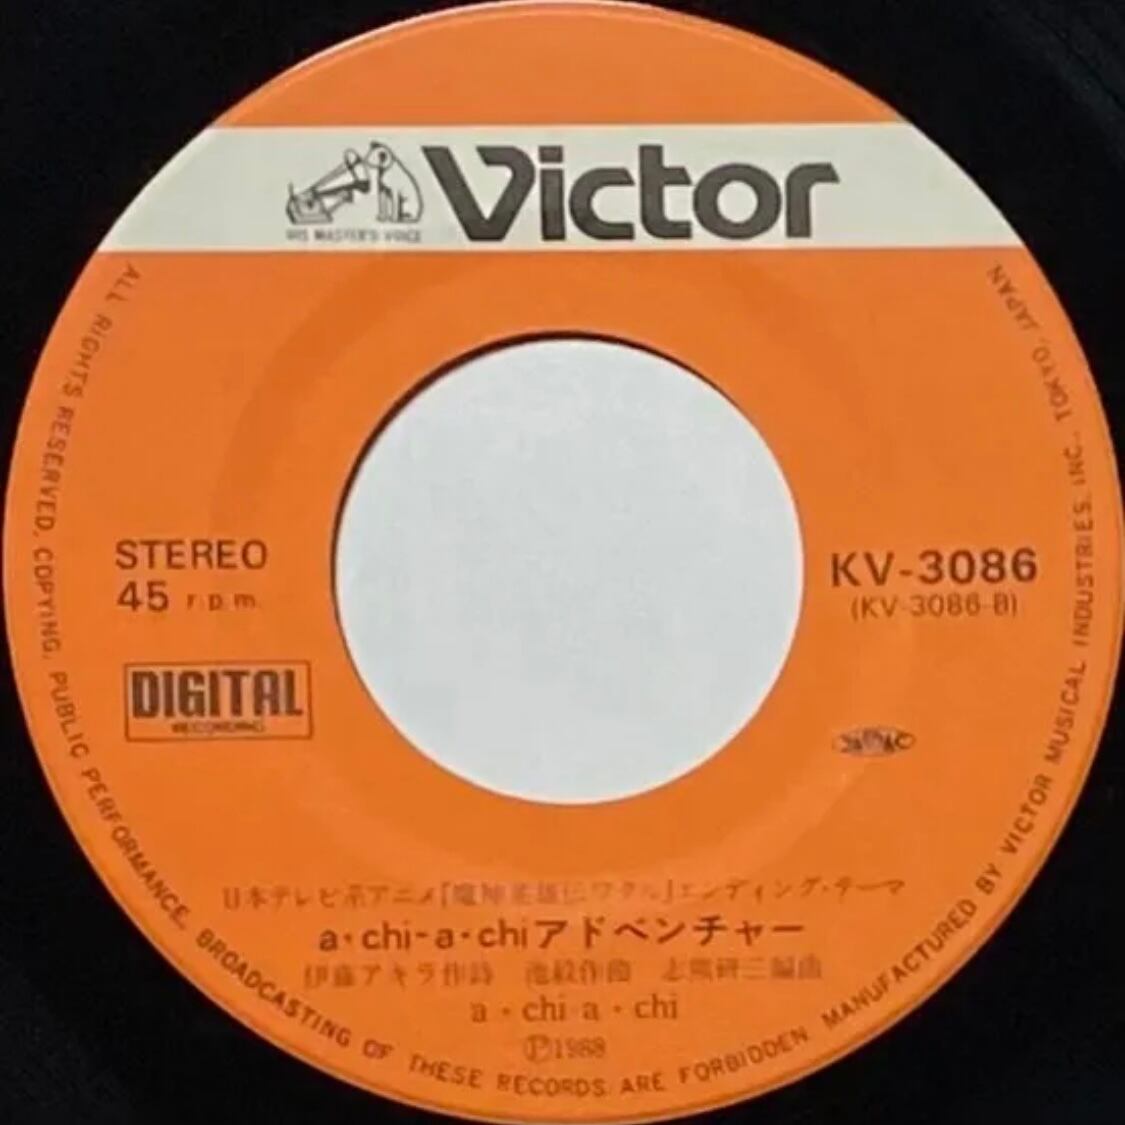 HIS MASTER'S VOICE
Victor
STEREO
45 r.p.m.
DIGITAL
RECORDING
KV-3086
(KV-3086-B)
日本テレビ系アニメ「魔神英雄伝ワタル」エンディング・テーマ
a・chi-a・chiアドベンチャー
伊藤アキラ作詩 池毅作曲 志熊研三編曲
a・chi a・chi
Ⓟ1988
ALL RIGHTS RESERVED. COPYING, PUBLIC PERFORMANCE, BROADCASTING OF THESE RECORDS ARE FORBIDDEN MANUFACTURED BY VICTOR MUSICAL INDUSTRIES, INC., TOKYO, JAPAN.